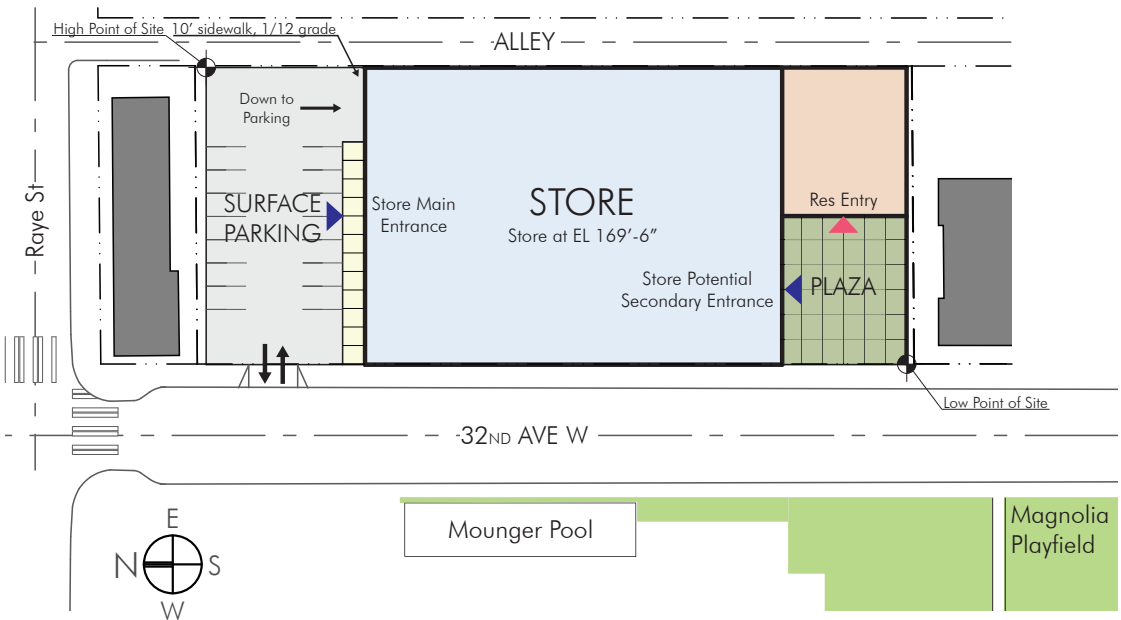 High Point of Site
10’ sidewalk, 1/12 grade
ALLEY
Down to
Parking
Raye St
SURFACE
PARKING
Store Main
Entrance
STORE
Store at EL 169’-6”
Res Entry
Store Potential
Secondary Entrance
PLAZA
Low Point of Site
32ND AVE W
Mounger Pool
Magnolia
Playfield
E
N
S
W